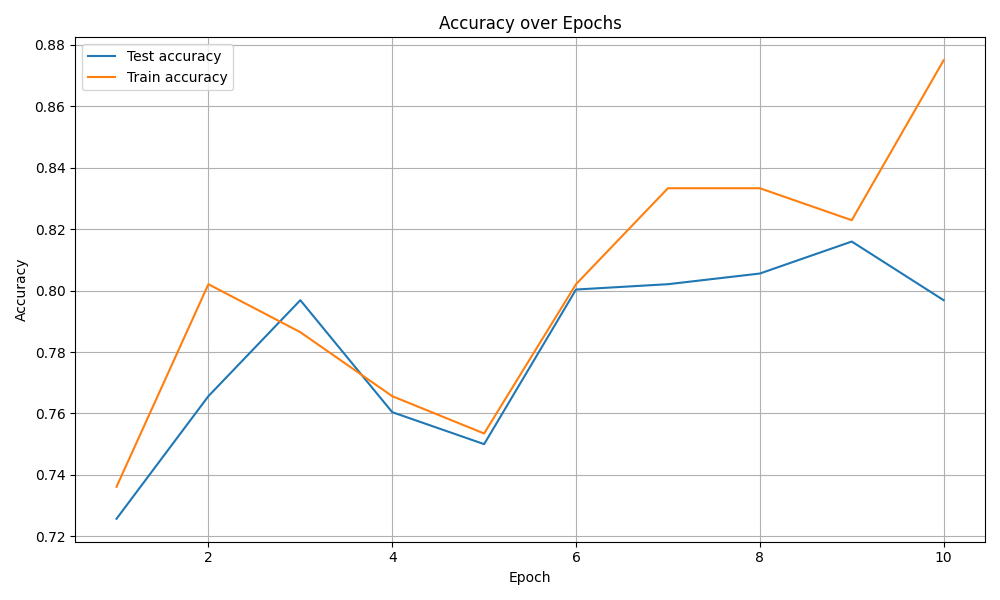 Accuracy over Epochs
Test accuracy
Train accuracy
0.88
0.86
0.84
0.82
0.80
0.78
0.76
0.74
0.72
Accuracy
2 4 6 8 10
Epoch